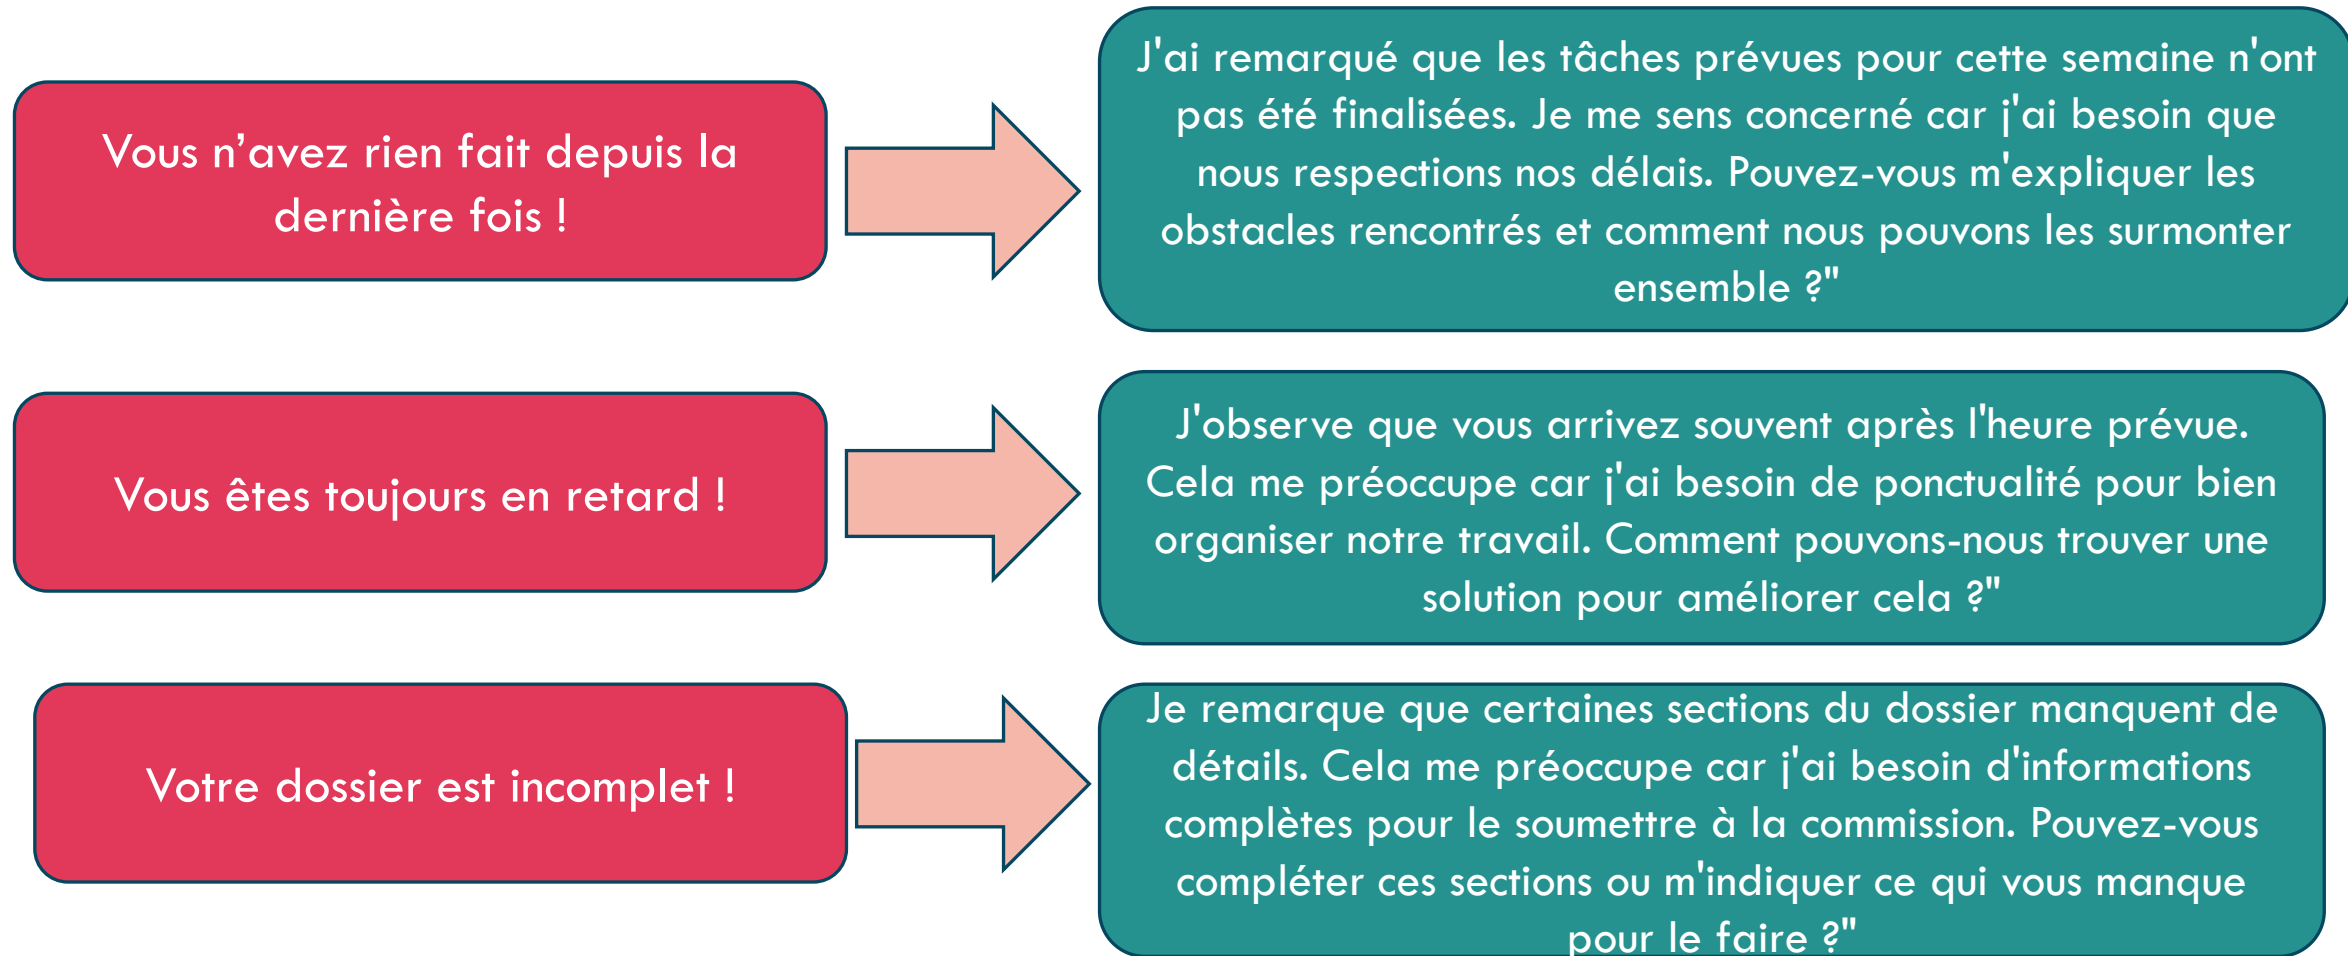 Vous n’avez rien fait depuis la
dernière fois !
J'ai remarqué que les tâches prévues pour cette semaine n'ont
pas été finalisées. Je me sens concerné car j'ai besoin que
nous respections nos délais. Pouvez-vous m'expliquer les
obstacles rencontrés et comment nous pouvons les surmonter
ensemble ?"
Vous êtes toujours en retard !
J'observe que vous arrivez souvent après l'heure prévue.
Cela me préoccupe car j'ai besoin de ponctualité pour bien
organiser notre travail. Comment pouvons-nous trouver une
solution pour améliorer cela ?"
Votre dossier est incomplet !
Je remarque que certaines sections du dossier manquent de
détails. Cela me préoccupe car j'ai besoin d'informations
complètes pour le soumettre à la commission. Pouvez-vous
compléter ces sections ou m'indiquer ce qui vous manque
pour le faire ?"